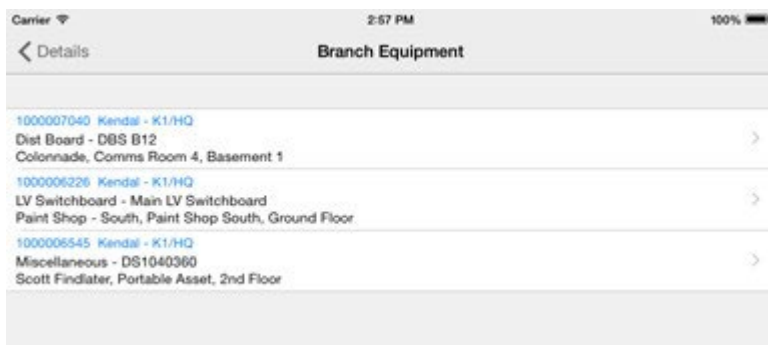 Carrier 2:57 PM 100%
Details Branch Equipment
1000007040 Kendal - K1/HQ
Dist Board - DBS B12
Colonnade, Comms Room 4, Basement 1
1000006226 Kendal - K1/HQ
LV Switchboard - Main LV Switchboard
Paint Shop - South, Paint Shop South, Ground Floor
1000006545 Kendal - K1/HQ
Miscellaneous - DS1040360
Scott Findlater, Portable Asset, 2nd Floor